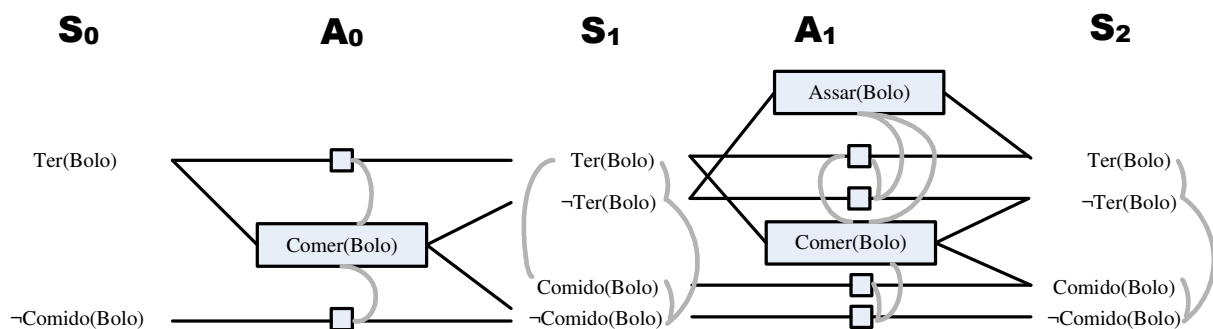 S0 A0 S1 A1 S2
Assar(Bolo)
Ter(Bolo) Ter(Bolo) Ter(Bolo)
¬Ter(Bolo) ¬Ter(Bolo)
Comer(Bolo) Comer(Bolo)
Comido(Bolo) Comido(Bolo)
¬Comido(Bolo) ¬Comido(Bolo) ¬Comido(Bolo)